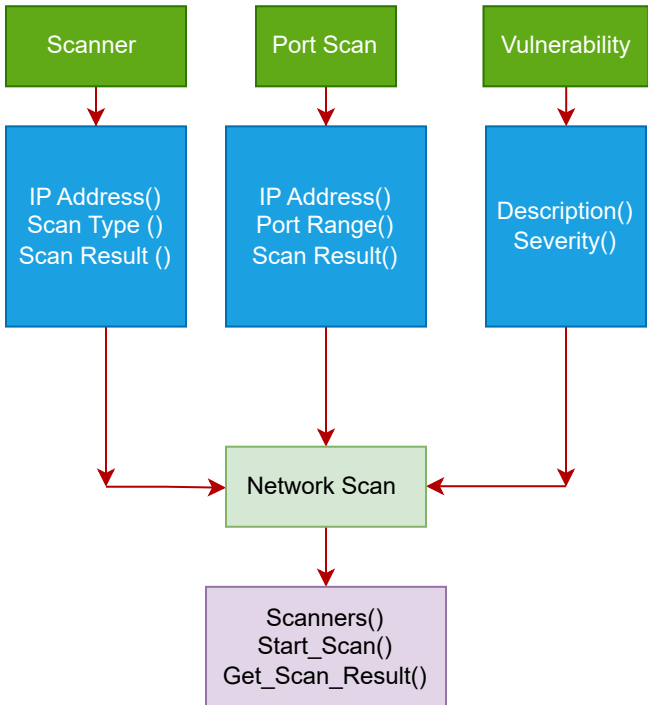 Scanner
Port Scan
Vulnerability
IP Address()
Scan Type ()
Scan Result ()
IP Address()
Port Range()
Scan Result()
Description()
Severity()
Network Scan
Scanners()
Start_Scan()
Get_Scan_Result()